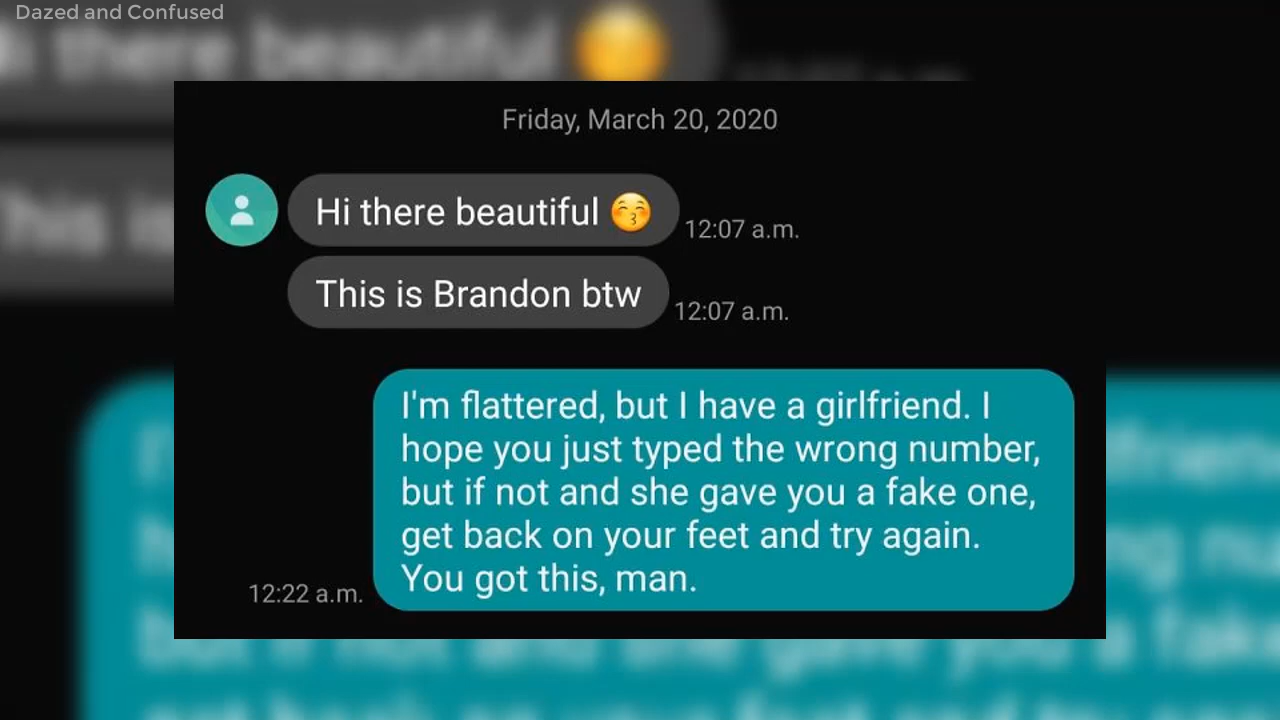 Dazed and Confused
Friday, March 20, 2020
Hi there beautiful 😚
12:07 a.m.
This is Brandon btw
12:07 a.m.
I'm flattered, but I have a girlfriend. I
hope you just typed the wrong number,
but if not and she gave you a fake one,
get back on your feet and try again.
You got this, man.
12:22 a.m.